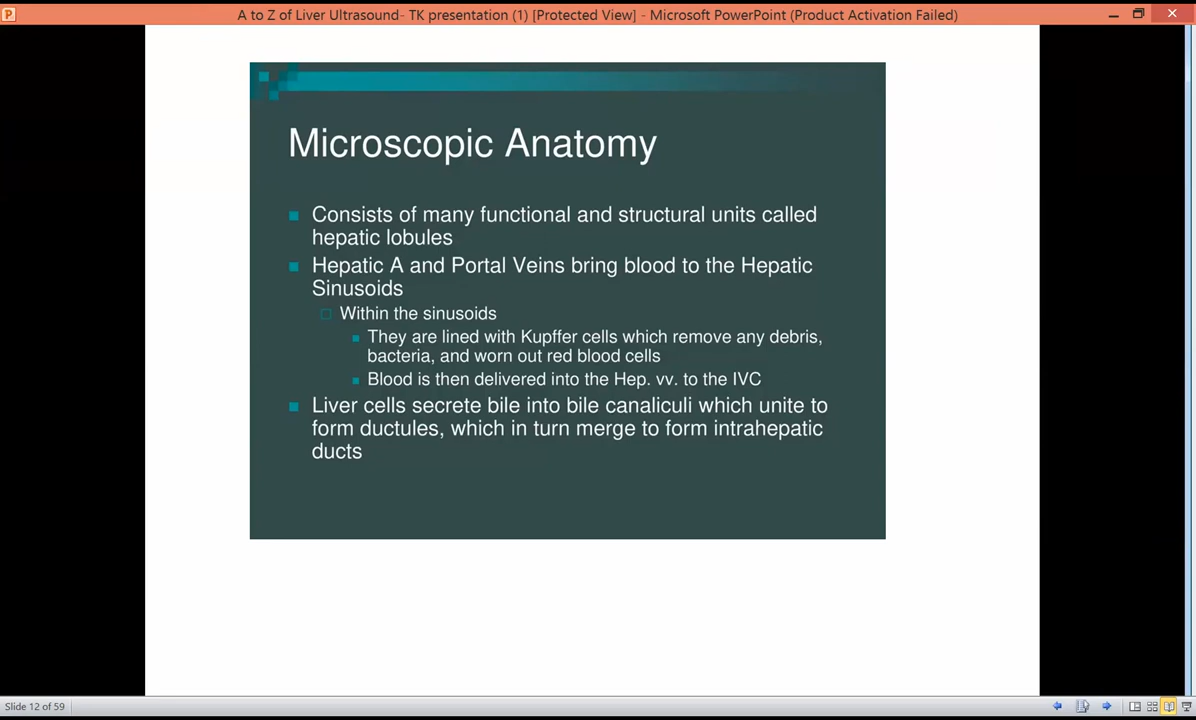 A to Z of Liver Ultrasound- TK presentation (1) [Protected View] - Microsoft PowerPoint (Product Activation Failed)
Microscopic Anatomy
Consists of many functional and structural units called
hepatic lobules
Hepatic A and Portal Veins bring blood to the Hepatic
Sinusoids
Within the sinusoids
They are lined with Kupffer cells which remove any debris,
bacteria, and worn out red blood cells
Blood is then delivered into the Hep. vv. to the IVC
Liver cells secrete bile into bile canaliculi which unite to
form ductules, which in turn merge to form intrahepatic
ducts
Slide 12 of 59